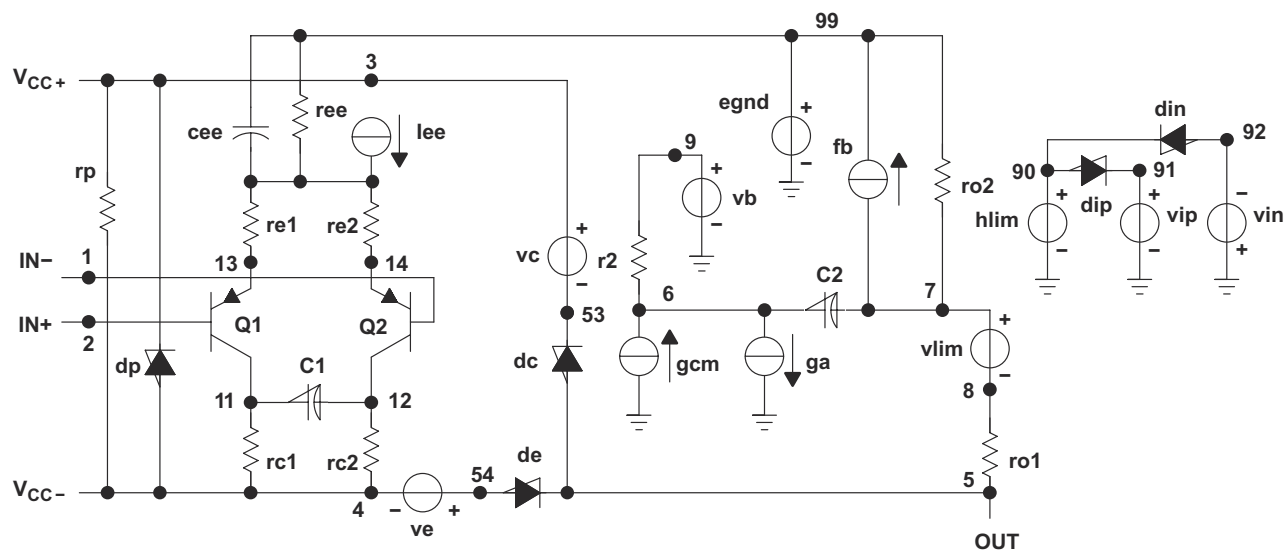 99
3
VCC+
ree
cee
Iee
egnd
+
-
fb
ro2
din
92
9
90
91
rp
+
vb
-
dip
+
hlim
-
+
vip
-
-
vin
+
re1
re2
1
IN-
13
14
+
vc
-
r2
C2
6
7
IN+
2
Q1
Q2
53
dp
C1
dc
gcm
ga
+
vlim
-
8
11
12
rc1
rc2
de
54
ro1
5
VCC-
4
-
+
ve
OUT